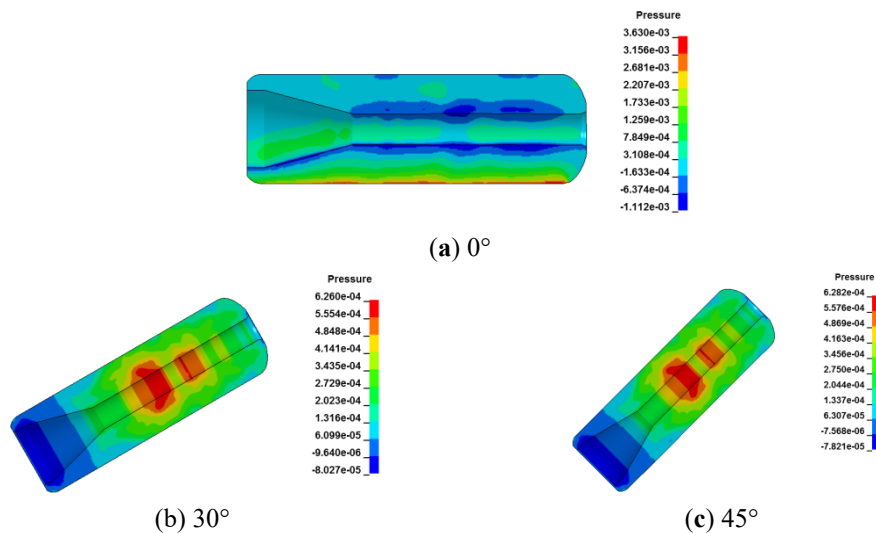 Pressure
3.630e-03
3.156e-03
2.681e-03
2.207e-03
1.733e-03
1.259e-03
7.849e-04
3.108e-04
-1.633e-04
-6.374e-04
-1.112e-03
(a) 0°
Pressure
6.260e-04
5.554e-04
4.848e-04
4.141e-04
3.435e-04
2.729e-04
2.023e-04
1.316e-04
6.099e-05
-9.640e-06
-8.027e-05
(b) 30°
Pressure
6.282e-04
5.576e-04
4.869e-04
4.163e-04
3.456e-04
2.750e-04
2.044e-04
1.337e-04
6.307e-05
-7.568e-06
-7.821e-05
(c) 45°